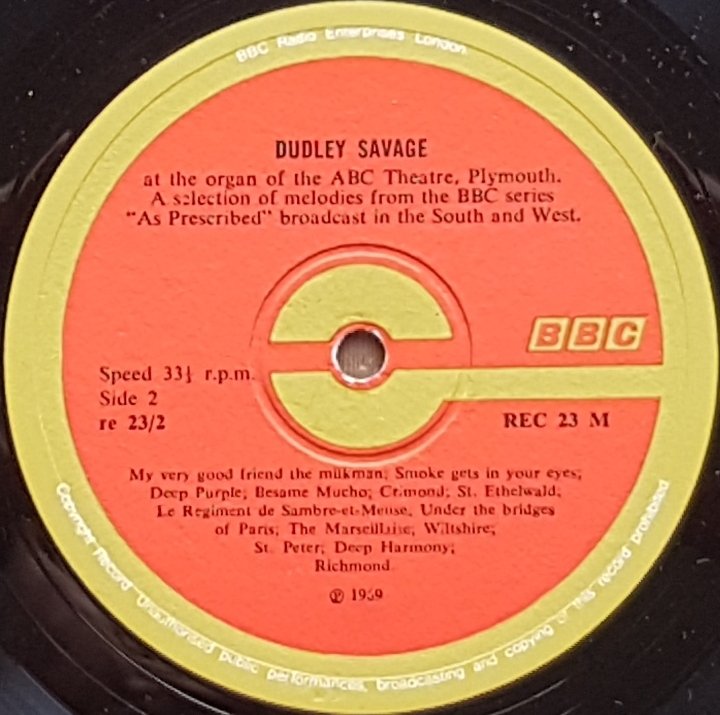 BBC Radio Enterprises London
DUDLEY SAVAGE
at the organ of the ABC Theatre, Plymouth.
A selection of melodies from the BBC series
"As Prescribed" broadcast in the South and West.
BBC
Speed 33⅓ r.p.m.
Side 2
re 23/2
REC 23 M
My very good friend the milkman; Smoke gets in your eyes;
Deep Purple; Besame Mucho; Crimond; St. Ethelwald;
Le Regiment de Sambre-et-Meuse, Under the bridges
of Paris; The Marseillaise; Wiltshire;
St. Peter; Deep Harmony;
Richmond
℗ 1969
Copyright Record Unauthorised public performances, broadcasting and copying of this record prohibited